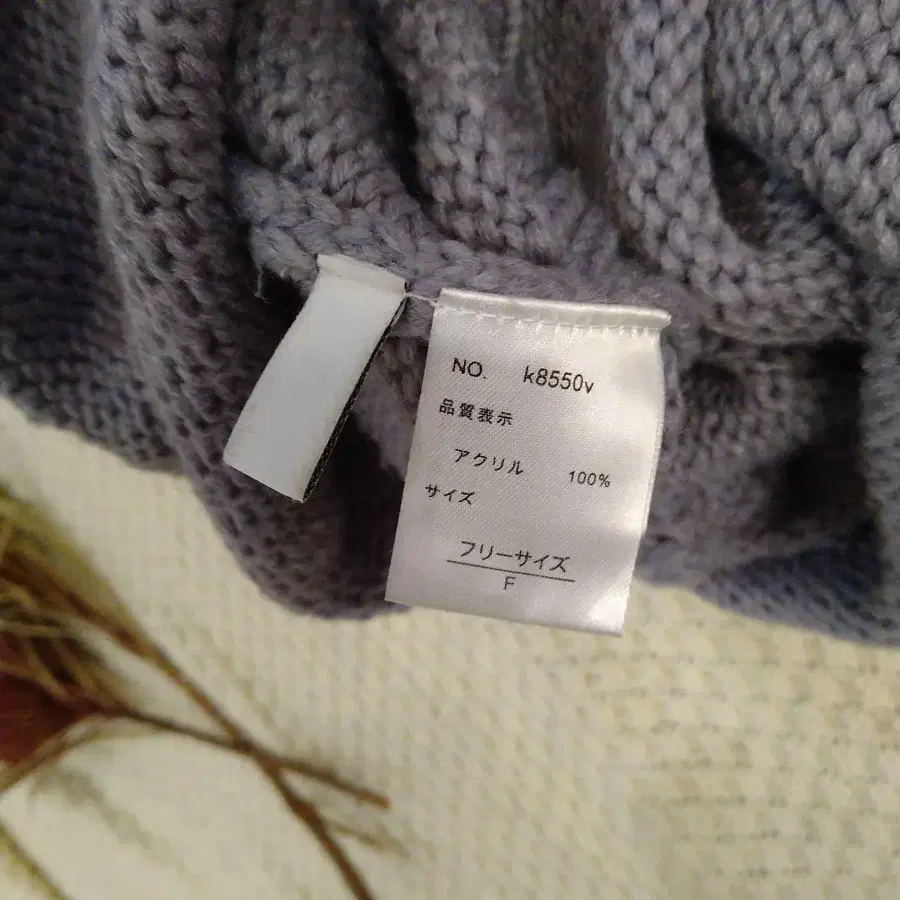 NO. k8550v
品質表示
アクリル 100%
サイズ
フリーサイズ
F